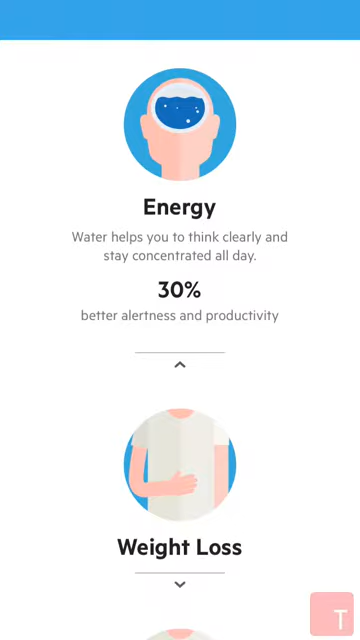 Energy
Water helps you to think clearly and
stay concentrated all day.
30%
better alertness and productivity
Weight Loss
T